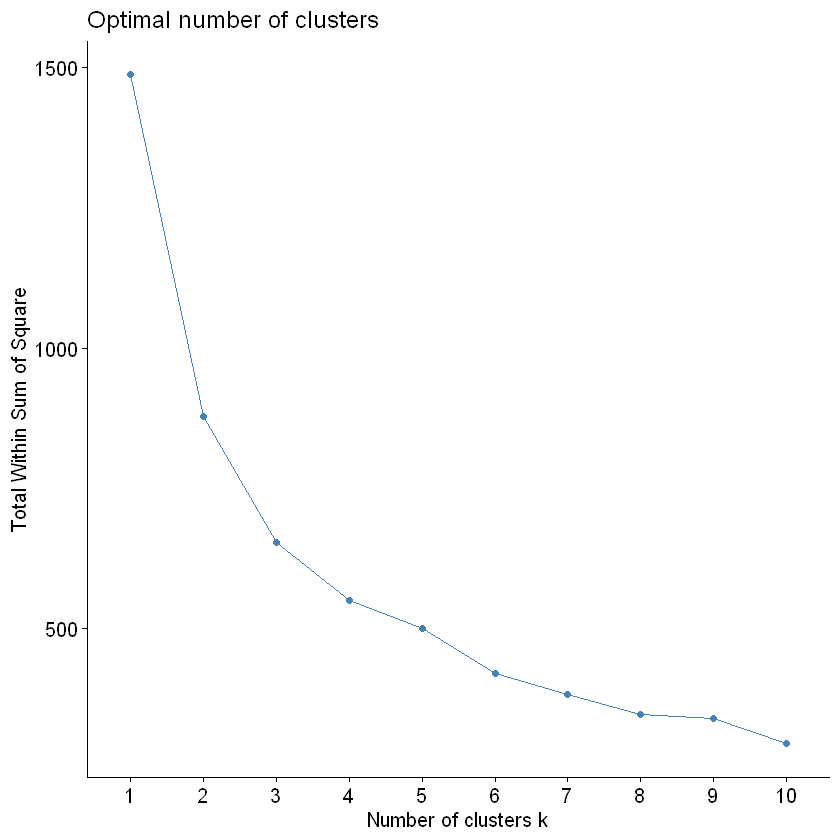 Optimal number of clusters
1500
1000
500
Total Within Sum of Square
1 2 3 4 5 6 7 8 9 10
Number of clusters k